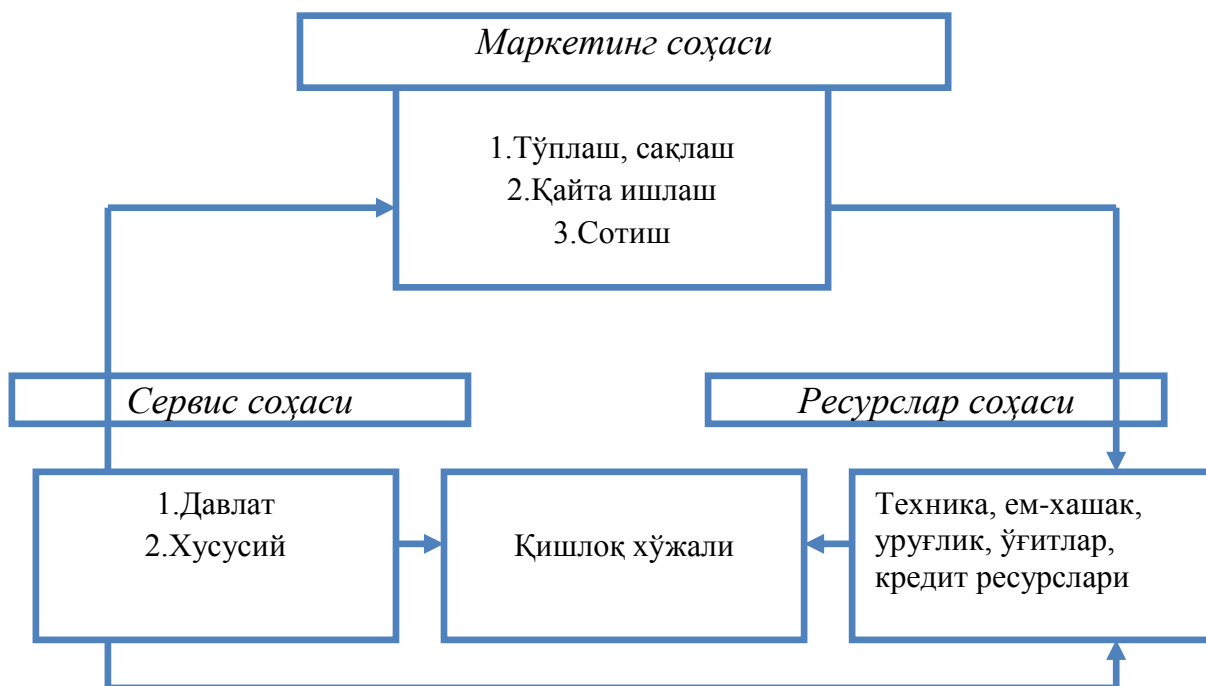 Маркетинг соҳаси
1.Тўплаш, сақлаш
2.Қайта ишлаш
3.Сотиш
Сервис соҳаси
Ресурслар соҳаси
1.Давлат
2.Хусусий
Қишлоқ хўжали
Техника, ем-хашак,
уруғлик, ўғитлар,
кредит ресурслари